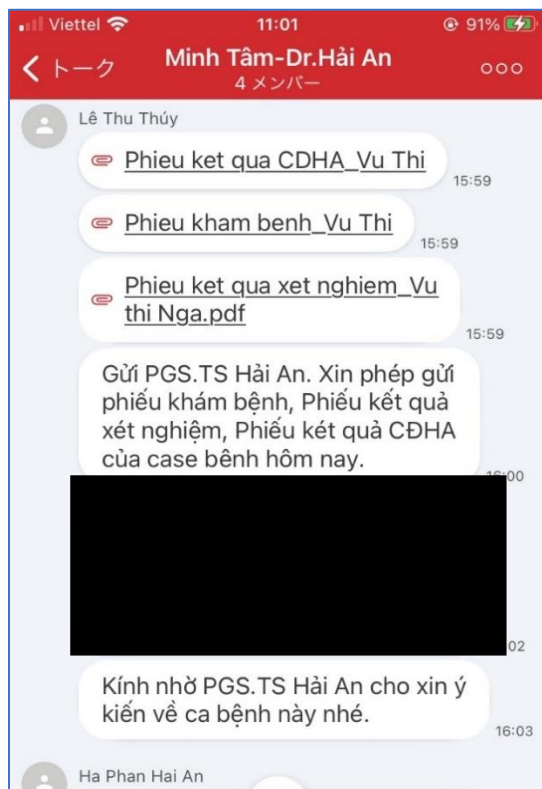 Viettel 11:01 91%
トーク Minh Tâm-Dr.Hải An
4 メンバー
Lê Thu Thúy
Phieu ket qua CDHA_Vu Thi
15:59
Phieu kham benh_Vu Thi
15:59
Phieu ket qua xet nghiem_Vu
thi Nga.pdf
15:59
Gửi PGS.TS Hải An. Xin phép gửi
phiếu khám bệnh, Phiếu kết quả
xét nghiệm, Phiếu két quả CĐHA
của case bênh hôm nay.
16:00
02
Kính nhờ PGS.TS Hải An cho xin ý
kiến về ca bệnh này nhé.
16:03
Ha Phan Hai An